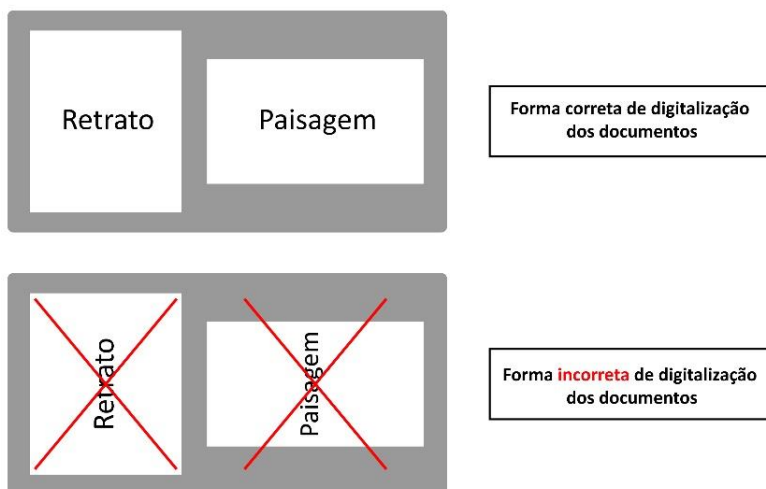 Retrato
Paisagem
Forma correta de digitalização
dos documentos
Retrato
Paisagem
Forma incorreta de digitalização
dos documentos